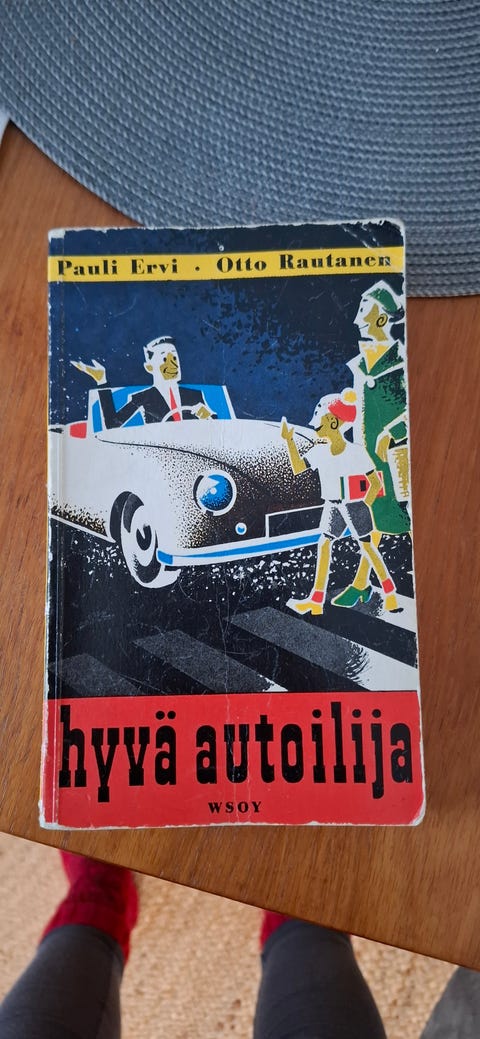 Pauli Ervi . Otto Rautanen
hyvä autoilija
WSOY